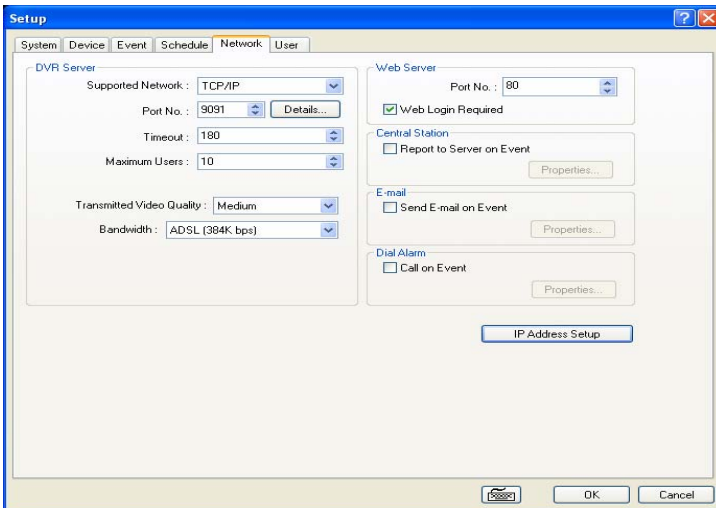 Setup
System Device Event Schedule Network User
DVR Server
Supported Network : TCP/IP
Port No. : 9091 Details...
Timeout : 180
Maximum Users : 10
Transmitted Video Quality : Medium
Bandwidth : ADSL (384K bps)
Web Server
Port No. : 80
Web Login Required
Central Station
Report to Server on Event
Properties...
E-mail
Send E-mail on Event
Properties...
Dial Alarm
Call on Event
Properties...
IP Address Setup
OK Cancel